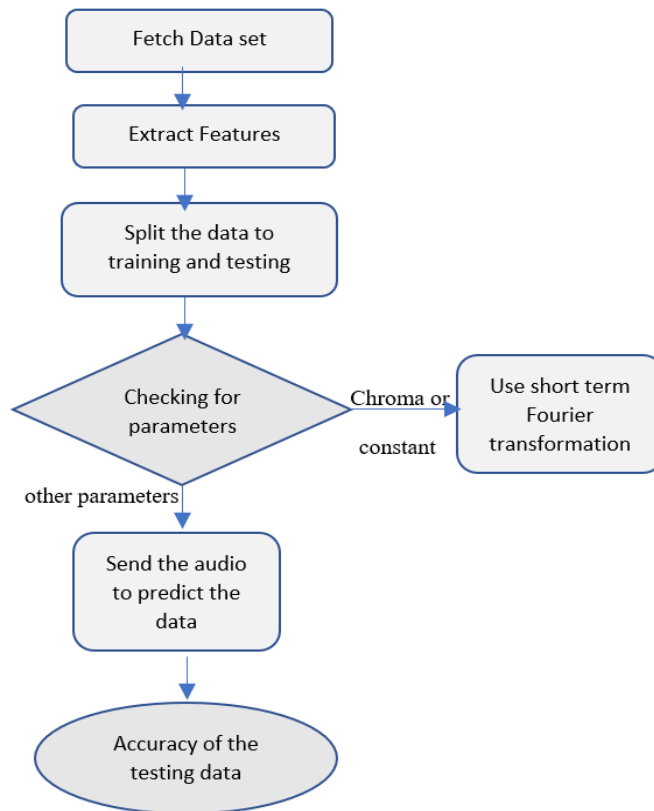 Fetch Data set
Extract Features
Split the data to
training and testing
Checking for
parameters
Chroma or
constant
Use short term
Fourier
transformation
other parameters
Send the audio
to predict the
data
Accuracy of the
testing data